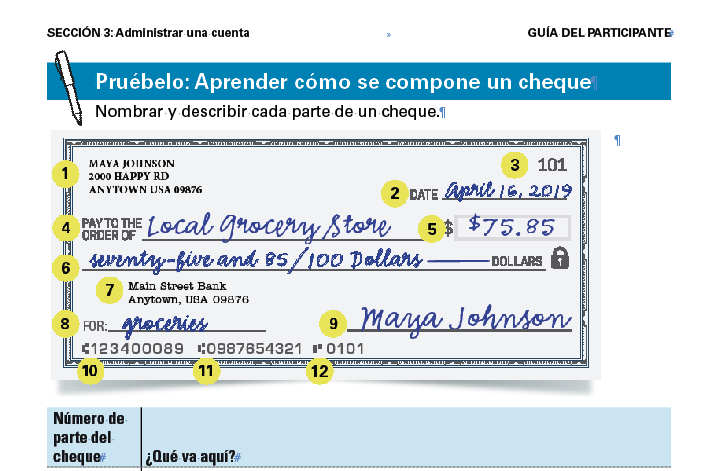 SECCIÓN 3: Administrar una cuenta » GUÍA DEL PARTICIPANTE#
Pruébelo: Aprender cómo se compone un cheque¶
Nombrar y describir cada parte de un cheque.¶
¶
1 MAYA JOHNSON
2000 HAPPY RD
ANYTOWN USA 09876
3 101
2 DATE April 16, 2019
4 PAY TO THE ORDER OF Local Grocery Store 5 $ $75.85
6 seventy-five and 85/100 Dollars DOLLARS
7 Main Street Bank
Anytown, USA 09876
8 FOR: groceries 9 Maya Johnson
⑆123400089 ⑆0987654321 ⑈0101
10 11 12
Número de
parte del
cheque# ¿Qué va aquí?#